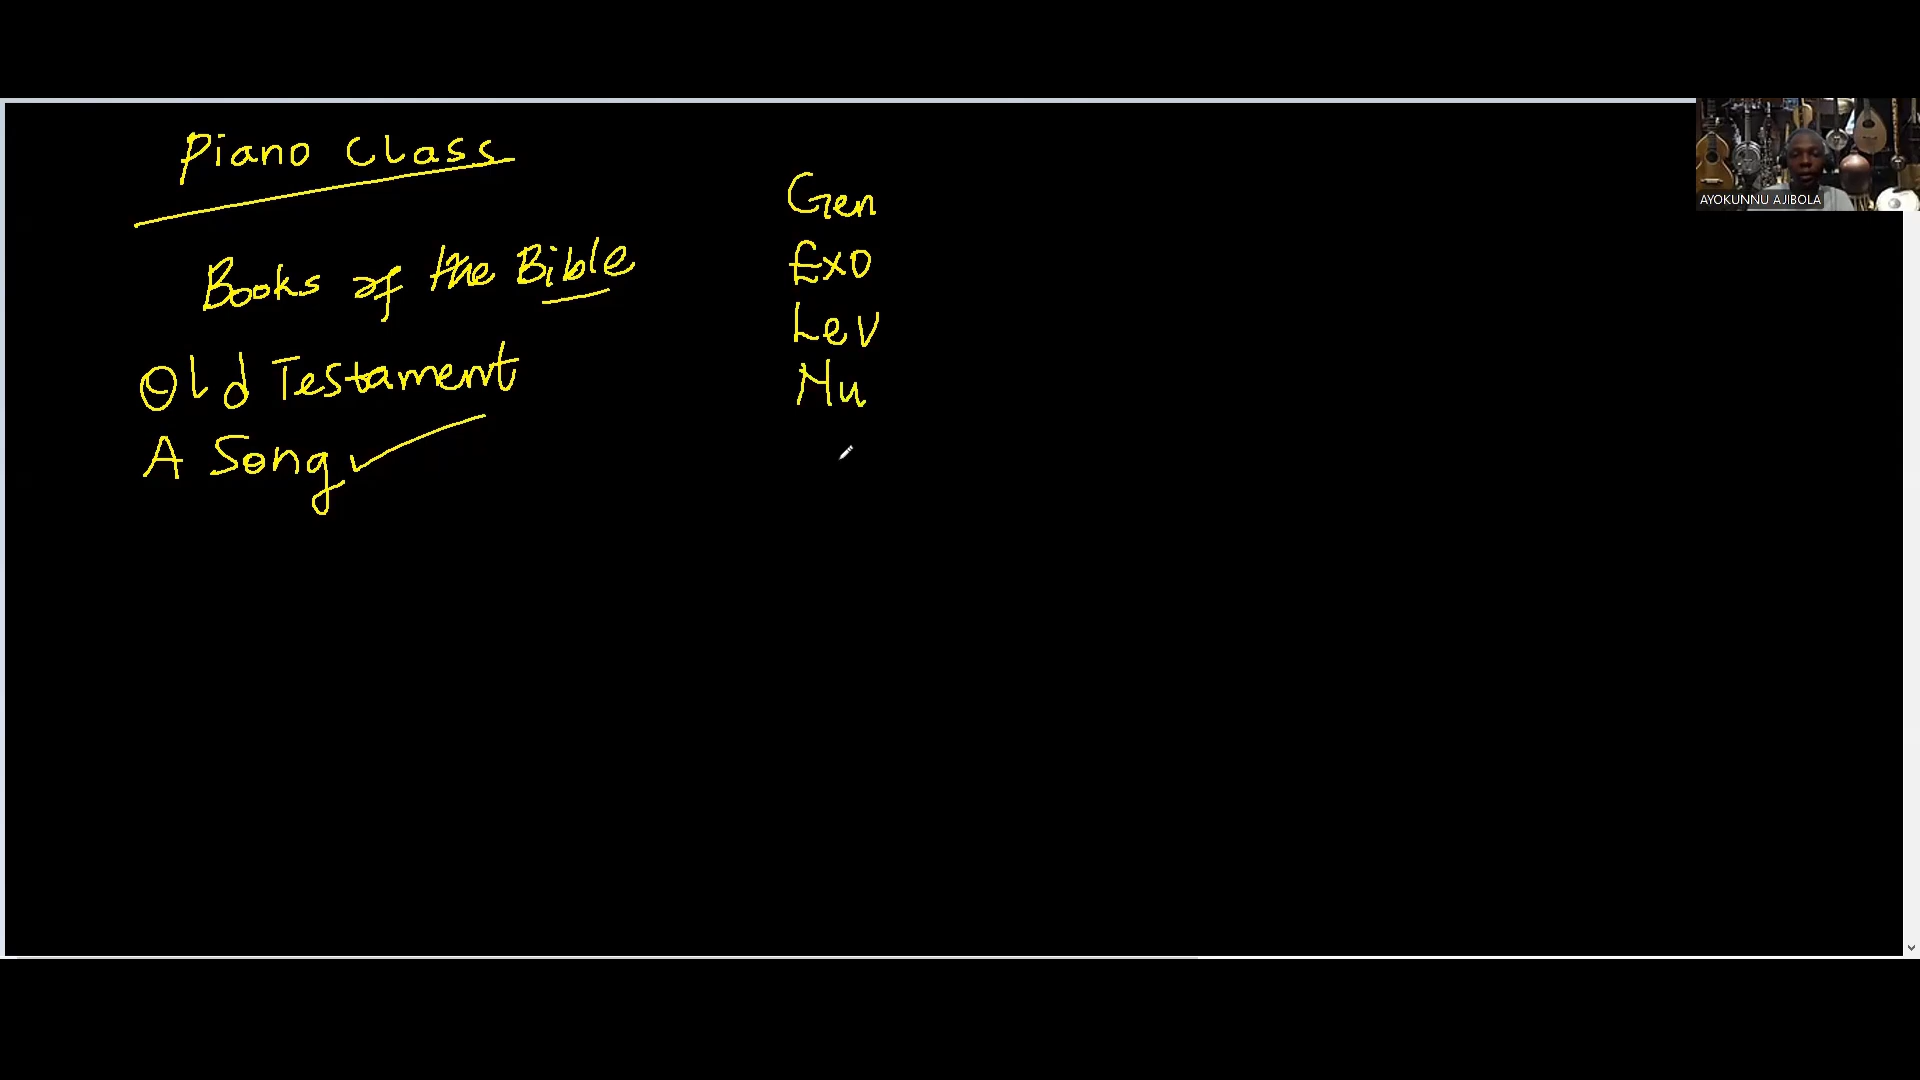 Piano Class
Books of the Bible
Old Testament
A Song
Gen
Exo
Lev
Nu
AYOKUNNU AJIBOLA